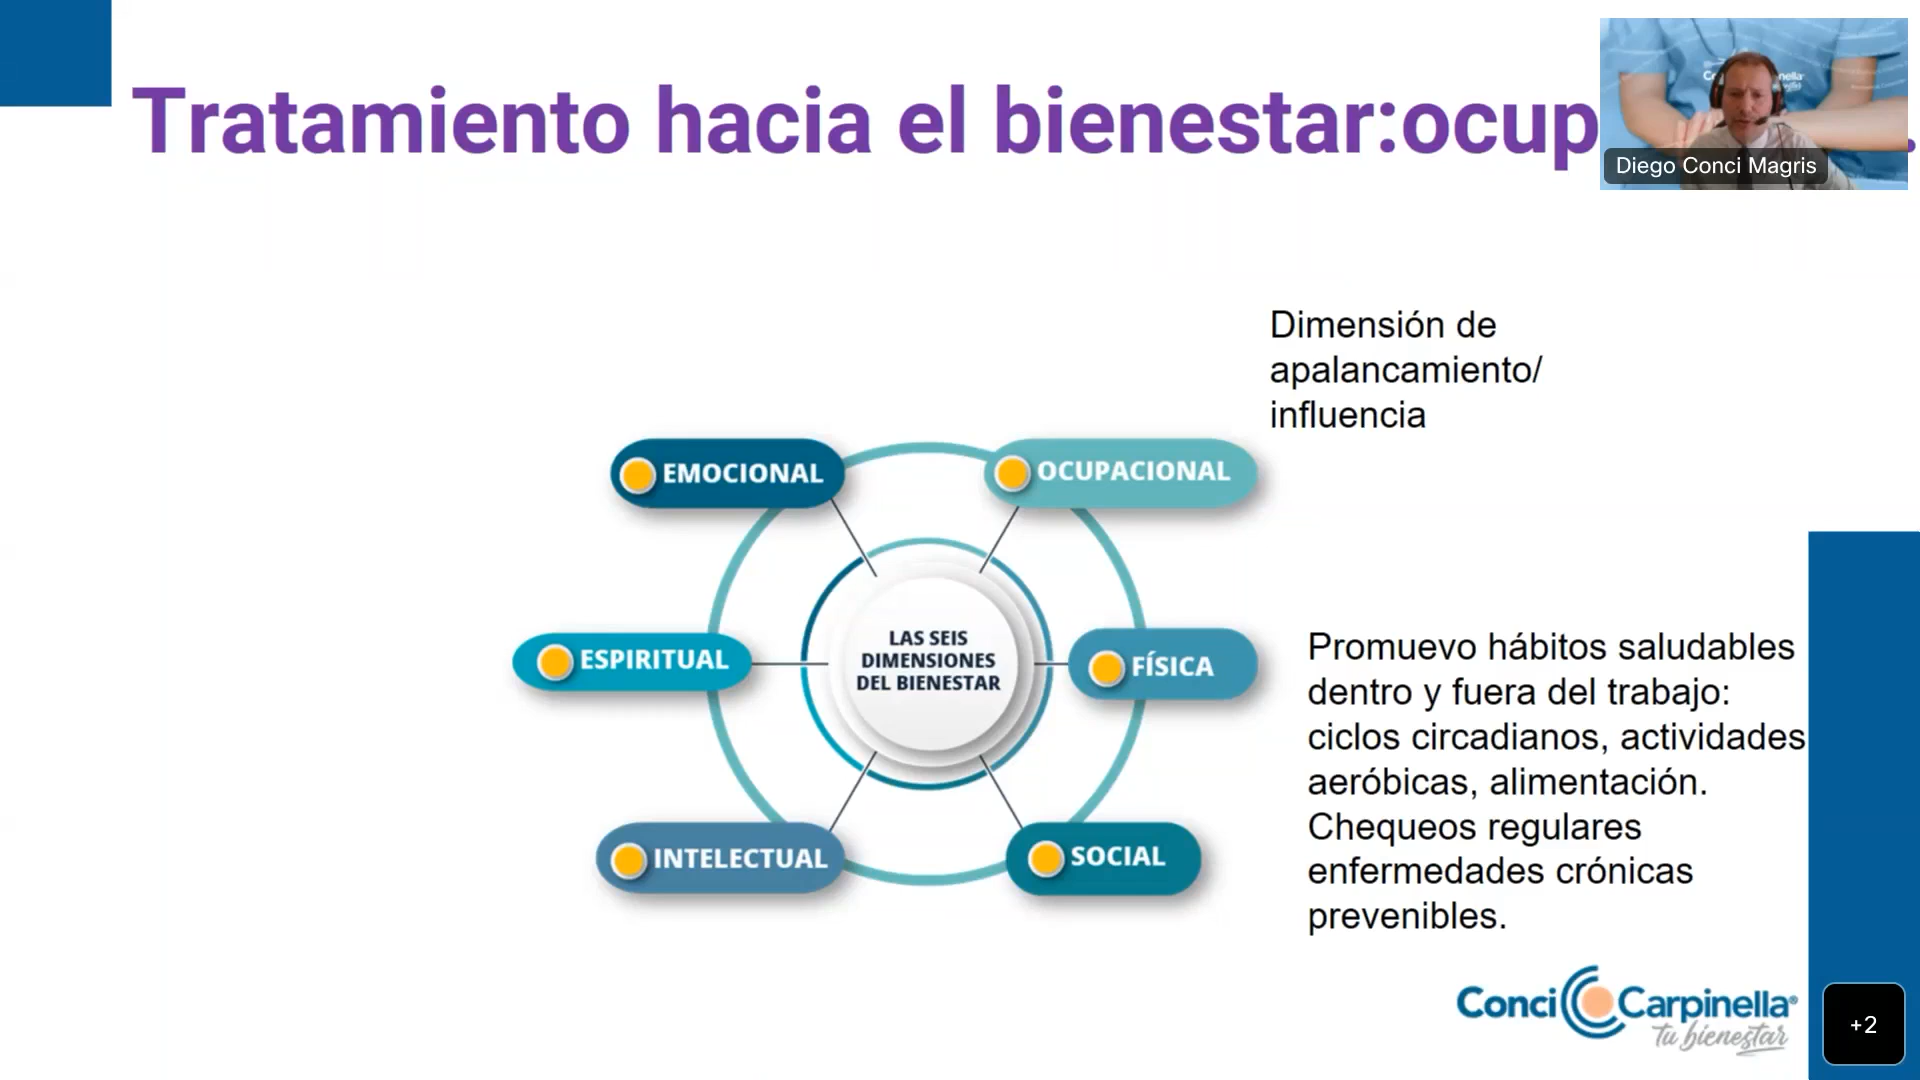 Tratamiento hacia el bienestar:ocup
Diego Conci Magris
Dimensión de
apalancamiento/
influencia
EMOCIONAL
OCUPACIONAL
ESPIRITUAL
LAS SEIS
DIMENSIONES
DEL BIENESTAR
FÍSICA
INTELECTUAL
SOCIAL
Promuevo hábitos saludables
dentro y fuera del trabajo:
ciclos circadianos, actividades
aeróbicas, alimentación.
Chequeos regulares
enfermedades crónicas
prevenibles.
Conci Carpinella®
tu bienestar
+2